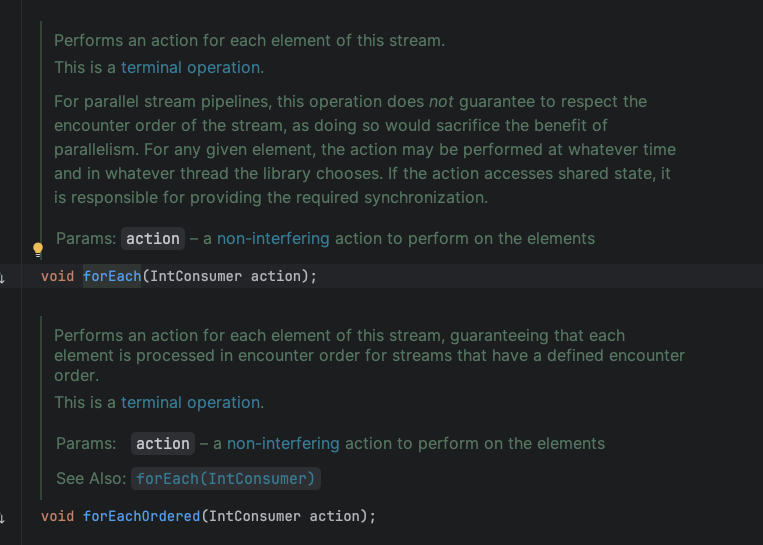 Performs an action for each element of this stream.
This is a terminal operation.
For parallel stream pipelines, this operation does not guarantee to respect the
encounter order of the stream, as doing so would sacrifice the benefit of
parallelism. For any given element, the action may be performed at whatever time
and in whatever thread the library chooses. If the action accesses shared state, it
is responsible for providing the required synchronization.
Params: action – a non-interfering action to perform on the elements
void forEach(IntConsumer action);
Performs an action for each element of this stream, guaranteeing that each
element is processed in encounter order for streams that have a defined encounter
order.
This is a terminal operation.
Params: action – a non-interfering action to perform on the elements
See Also: forEach(IntConsumer)
void forEachOrdered(IntConsumer action);